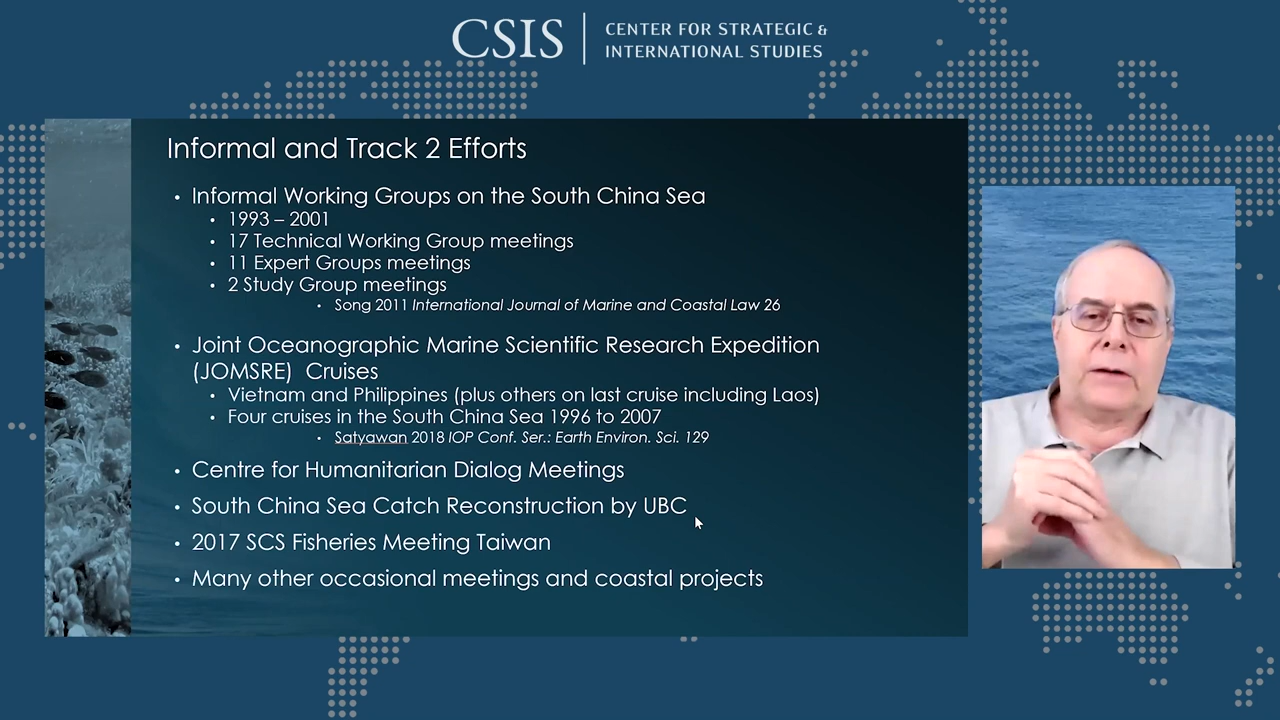 CSIS
CENTER FOR STRATEGIC &
INTERNATIONAL STUDIES
Informal and Track 2 Efforts
• Informal Working Groups on the South China Sea
• 1993 – 2001
• 17 Technical Working Group meetings
• 11 Expert Groups meetings
• 2 Study Group meetings
• Song 2011 International Journal of Marine and Coastal Law 26
• Joint Oceanographic Marine Scientific Research Expedition
(JOMSRE) Cruises
• Vietnam and Philippines (plus others on last cruise including Laos)
• Four cruises in the South China Sea 1996 to 2007
• Satyawan 2018 IOP Conf. Ser.: Earth Environ. Sci. 129
• Centre for Humanitarian Dialog Meetings
• South China Sea Catch Reconstruction by UBC
• 2017 SCS Fisheries Meeting Taiwan
• Many other occasional meetings and coastal projects